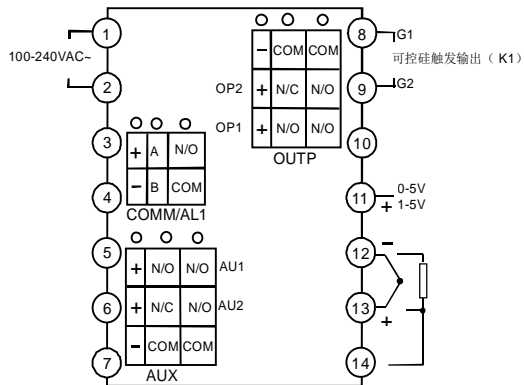 1
100-240VAC~
2
3
4
5
6
7
− COM COM
OP2 + N/C N/O
OP1 + N/O N/O
OUTP
8 G1
可控硅触发输出（K1）
9 G2
10
11 0-5V
+ 1-5V
12 −
13 +
14
+ A N/O
− B COM
COMM/AL1
+ N/O N/O AU1
+ N/C N/O AU2
− COM COM
AUX